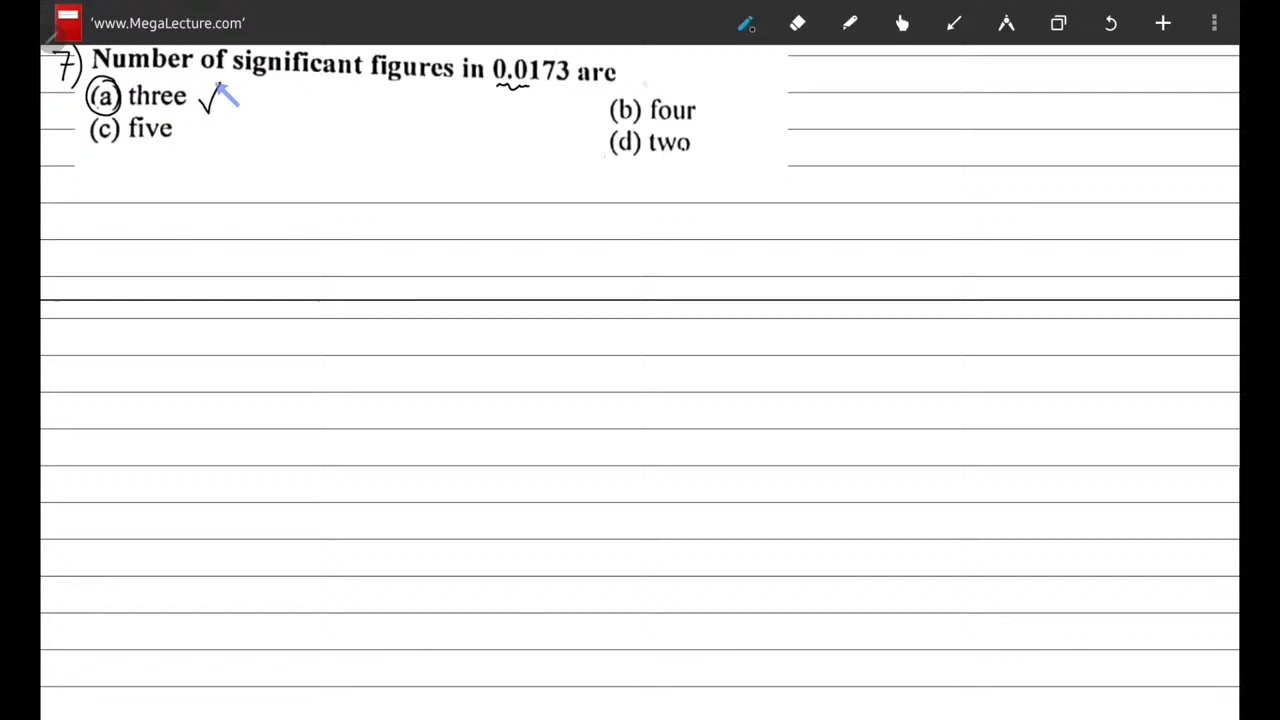 ‘www.MegaLecture.com’
7) Number of significant figures in 0.0173 are
(a) three ✓
(b) four
(c) five
(d) two